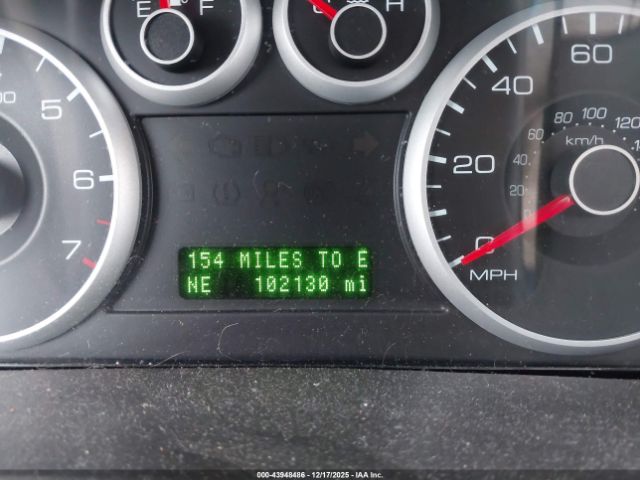 E F
C H
5
6
7
0 20 40 60
MPH
20 40 60 80 100 120
km/h
154 MILES TO E
NE 102130 mi
000-43948486 - 12/17/2025 - IAA Inc.